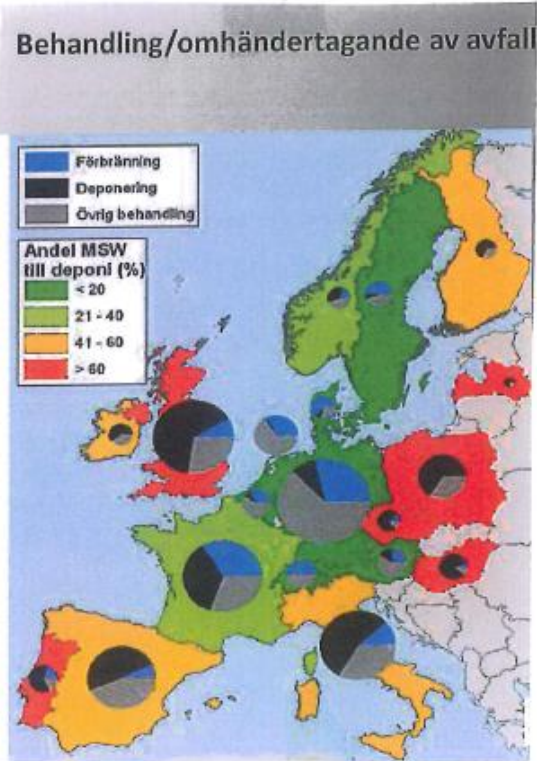 Behandling/omhändertagande av avfall
Förbränning
Deponering
Övrig behandling
Andel MSW
till deponi (%)
< 20
21 - 40
41 - 60
> 60